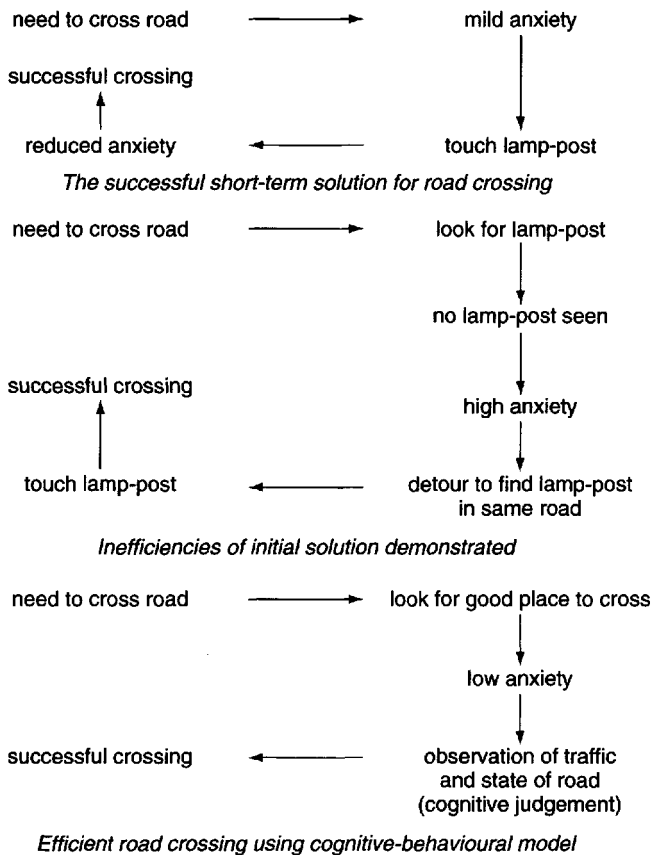 need to cross road
mild anxiety
successful crossing
reduced anxiety
touch lamp-post
The successful short-term solution for road crossing
need to cross road
look for lamp-post
no lamp-post seen
successful crossing
high anxiety
touch lamp-post
detour to find lamp-post
in same road
Inefficiencies of initial solution demonstrated
need to cross road
look for good place to cross
low anxiety
successful crossing
observation of traffic
and state of road
(cognitive judgement)
Efficient road crossing using cognitive-behavioural model